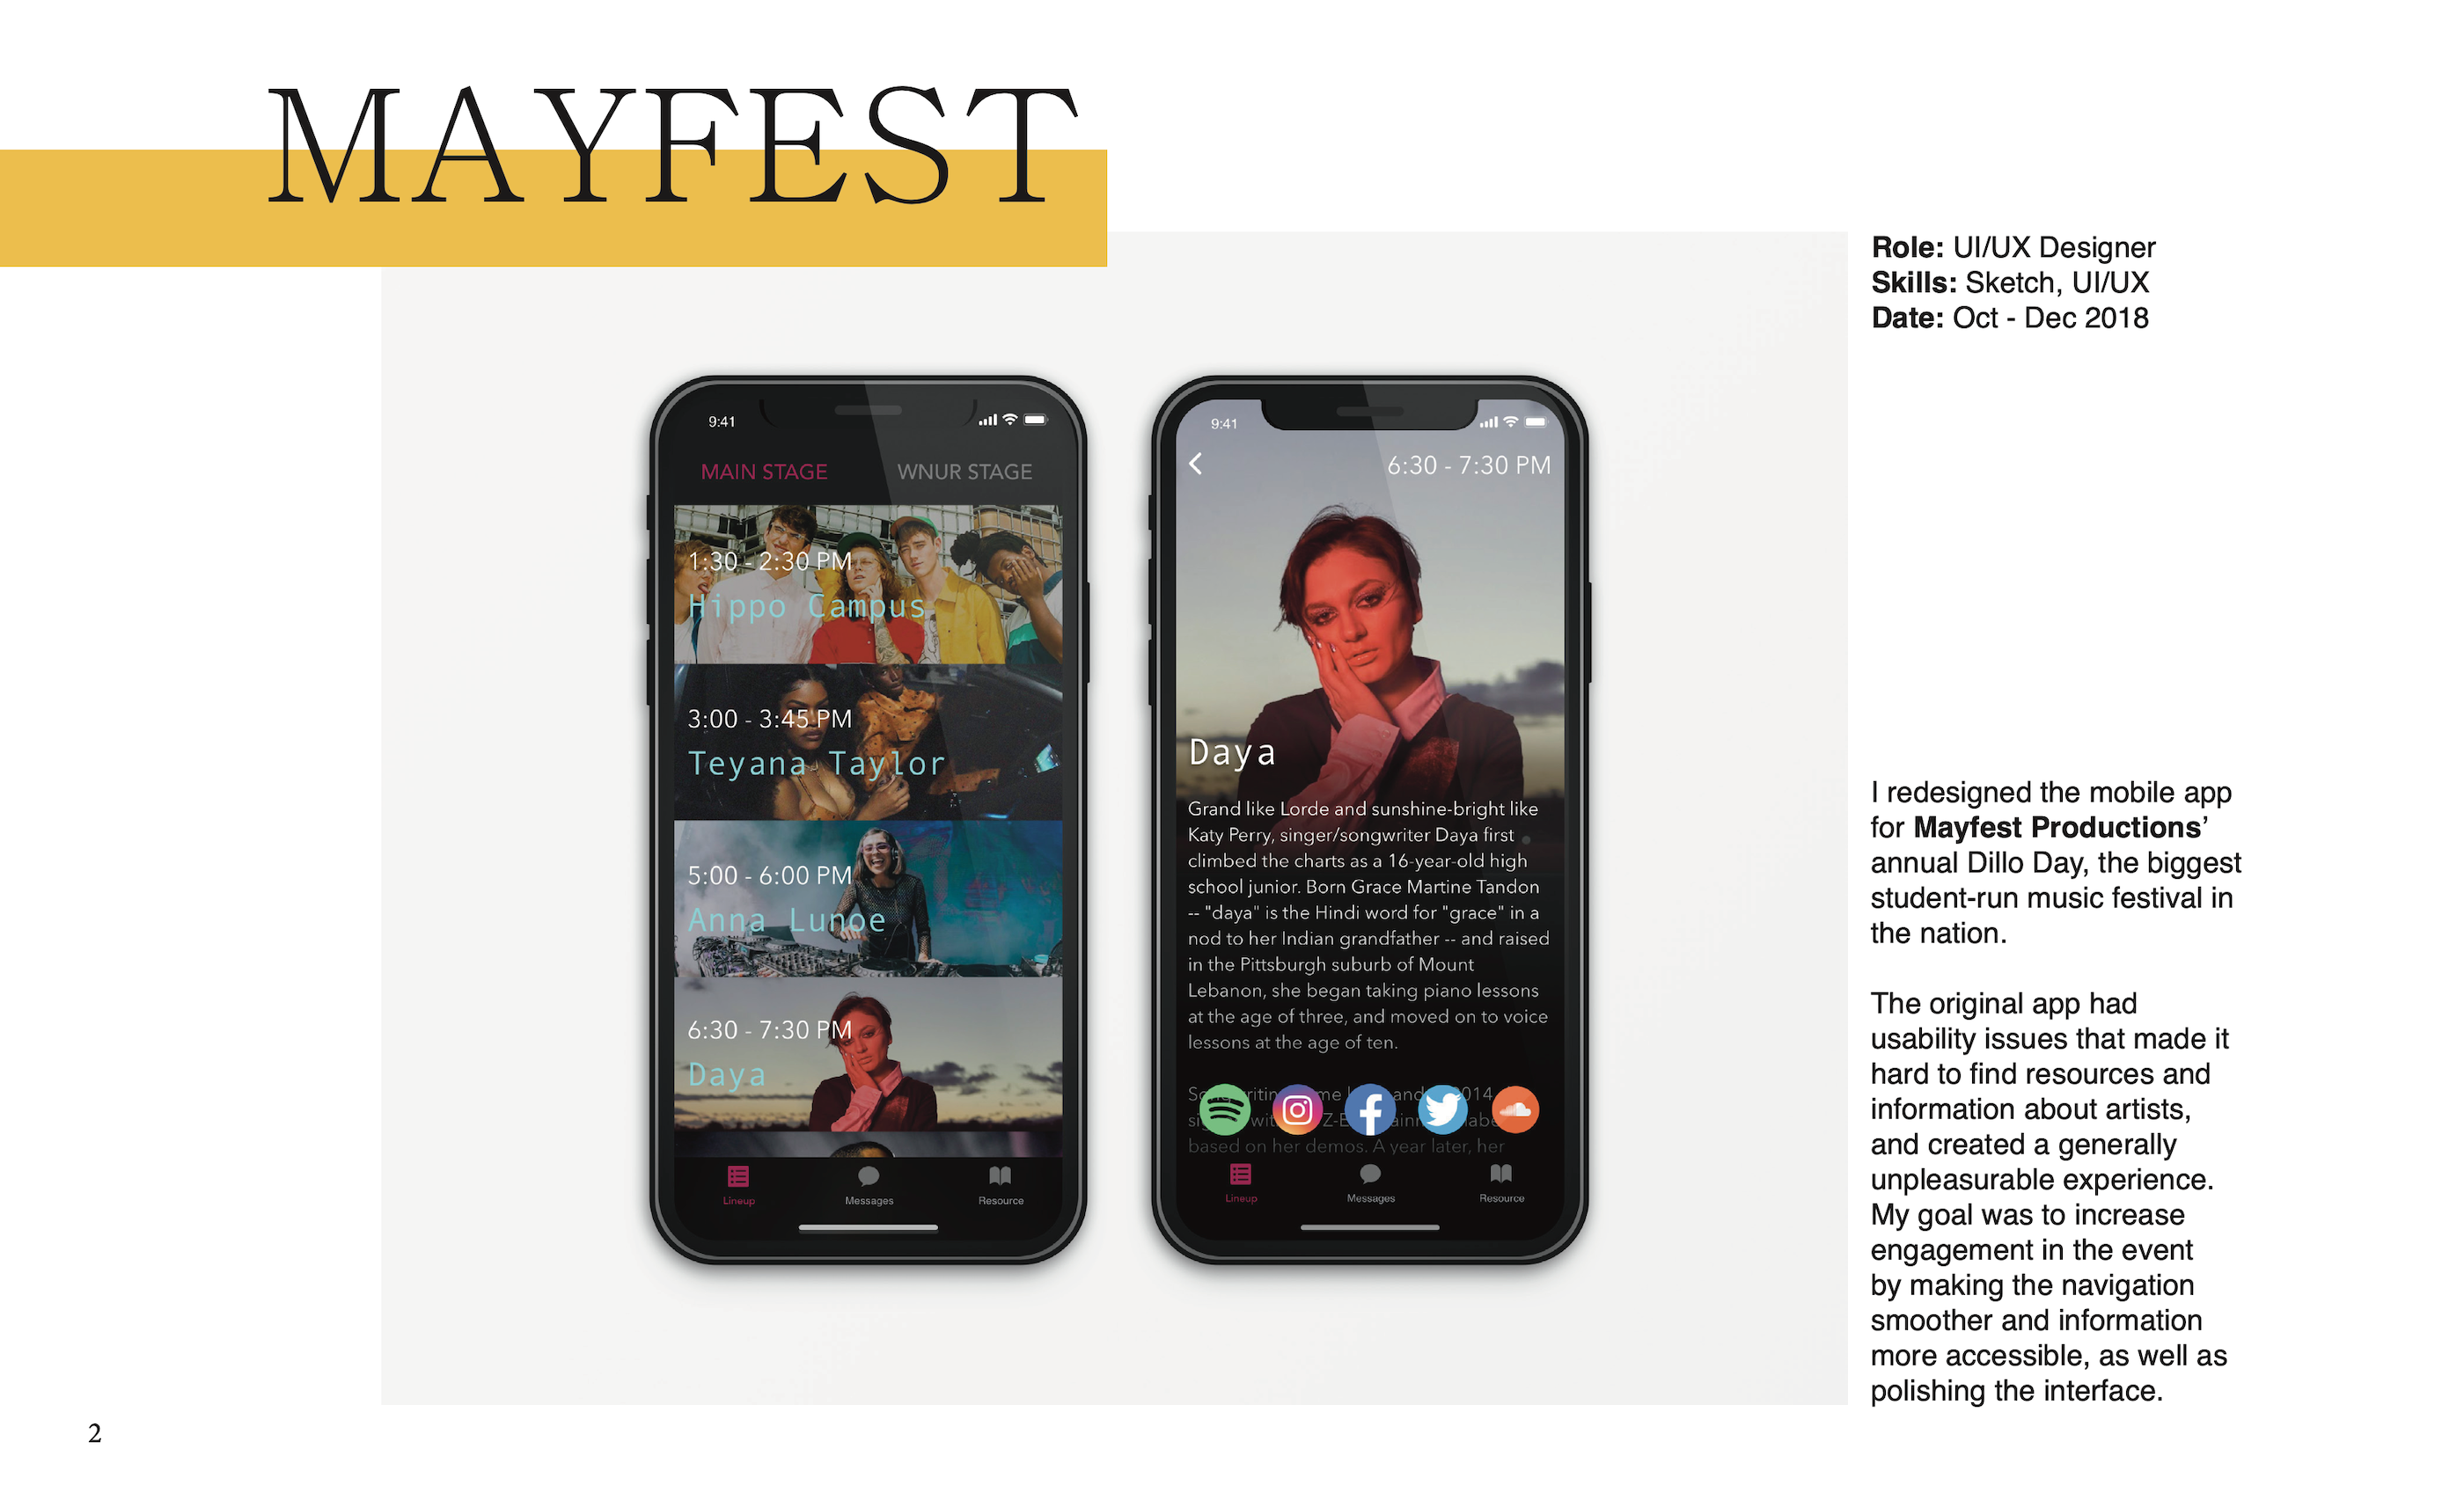 MAYFEST
Role: UI/UX Designer
Skills: Sketch, UI/UX
Date: Oct - Dec 2018
9:41
MAIN STAGE
WNUR STAGE
1:30 - 2:30 PM
Hippo Campus
3:00 - 3:45 PM
Teyana Taylor
5:00 - 6:00 PM
Anna Lunoe
6:30 - 7:30 PM
Daya
Lineup
Messages
Resource
9:41
6:30 - 7:30 PM
Daya
Grand like Lorde and sunshine-bright like
Katy Perry, singer/songwriter Daya first
climbed the charts as a 16-year-old high
school junior. Born Grace Martine Tandon
-- "daya" is the Hindi word for "grace" in a
nod to her Indian grandfather -- and raised
in the Pittsburgh suburb of Mount
Lebanon, she began taking piano lessons
at the age of three, and moved on to voice
lessons at the age of ten.
based on her demos. A year later, her
Lineup
Messages
Resource
I redesigned the mobile app
for Mayfest Productions’
annual Dillo Day, the biggest
student-run music festival in
the nation.
The original app had
usability issues that made it
hard to find resources and
information about artists,
and created a generally
unpleasurable experience.
My goal was to increase
engagement in the event
by making the navigation
smoother and information
more accessible, as well as
polishing the interface.
2